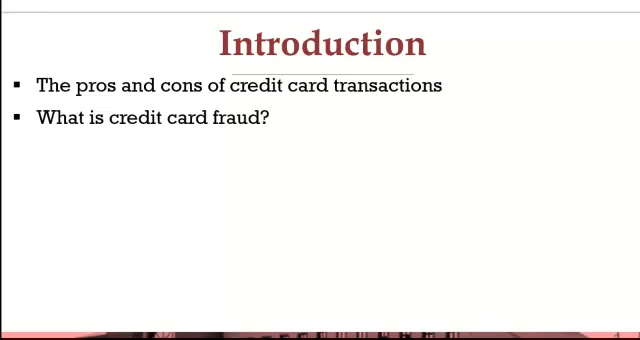 Introduction
▪ The pros and cons of credit card transactions
▪ What is credit card fraud?